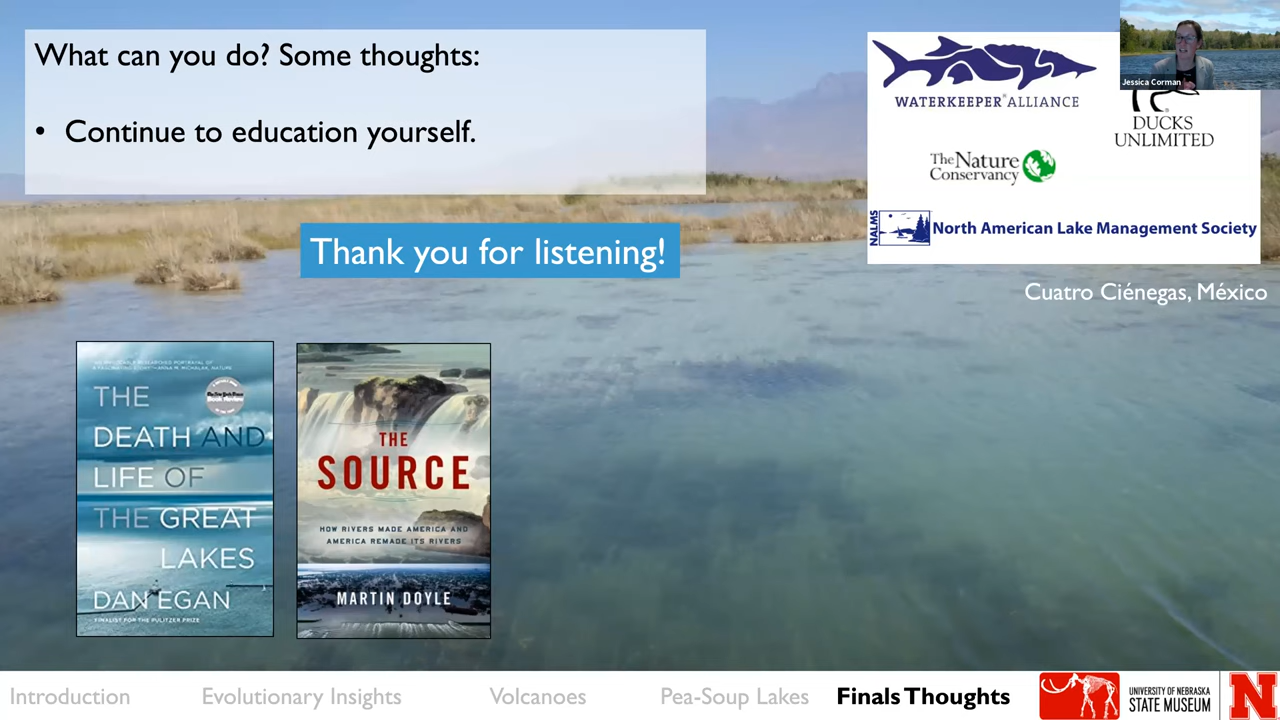 What can you do? Some thoughts:
• Continue to education yourself.
WATERKEEPER®ALLIANCE
Jessica Corman
DUCKS
UNLIMITED
The Nature
Conservancy
NALMS
North American Lake Management Society
Thank you for listening!
Cuatro Ciénegas, México
THE
DEATH AND
LIFE OF
THE GREAT
LAKES
DAN EGAN
FINALIST FOR THE PULITZER PRIZE
THE
SOURCE
HOW RIVERS MADE AMERICA AND
AMERICA REMADE ITS RIVERS
MARTIN DOYLE
Introduction
Evolutionary Insights
Volcanoes
Pea-Soup Lakes
Finals Thoughts
UNIVERSITY OF NEBRASKA
STATE MUSEUM
N